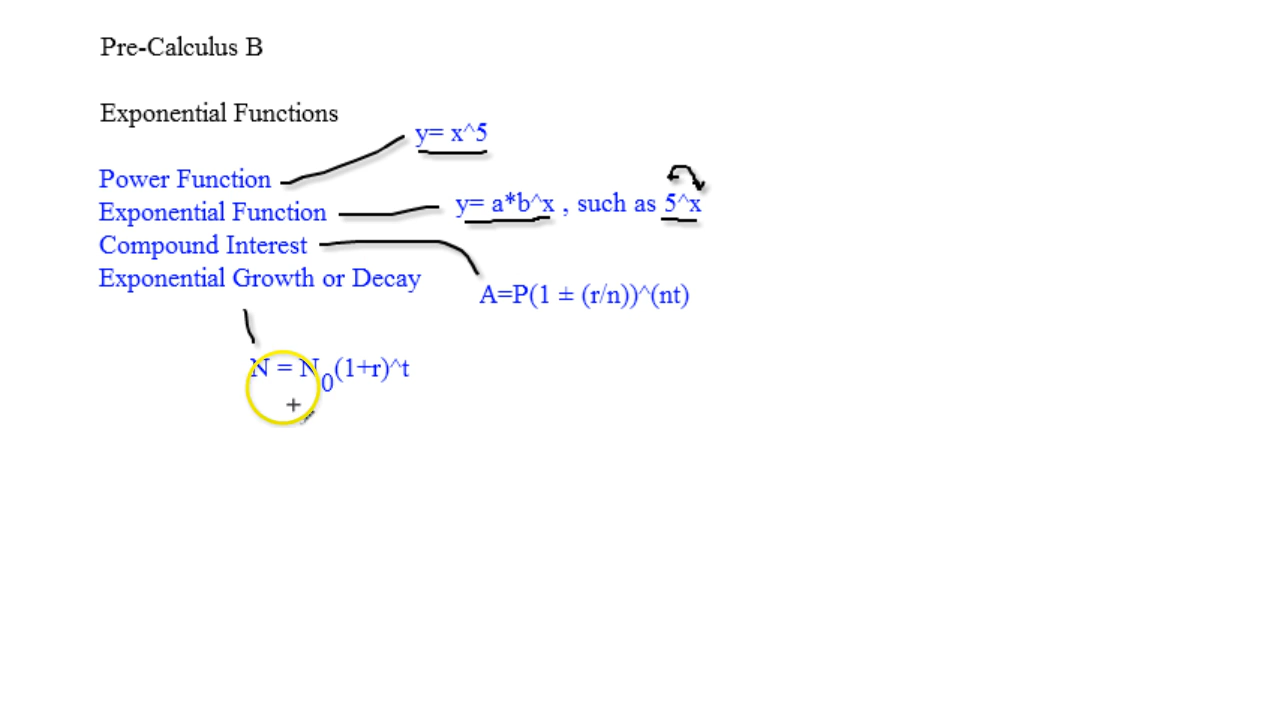 Pre-Calculus B
Exponential Functions
y= x^5
Power Function
Exponential Function
y= a*b^x , such as 5^x
Compound Interest
Exponential Growth or Decay
A=P(1 ± (r/n))^(nt)
N = N0(1+r)^t